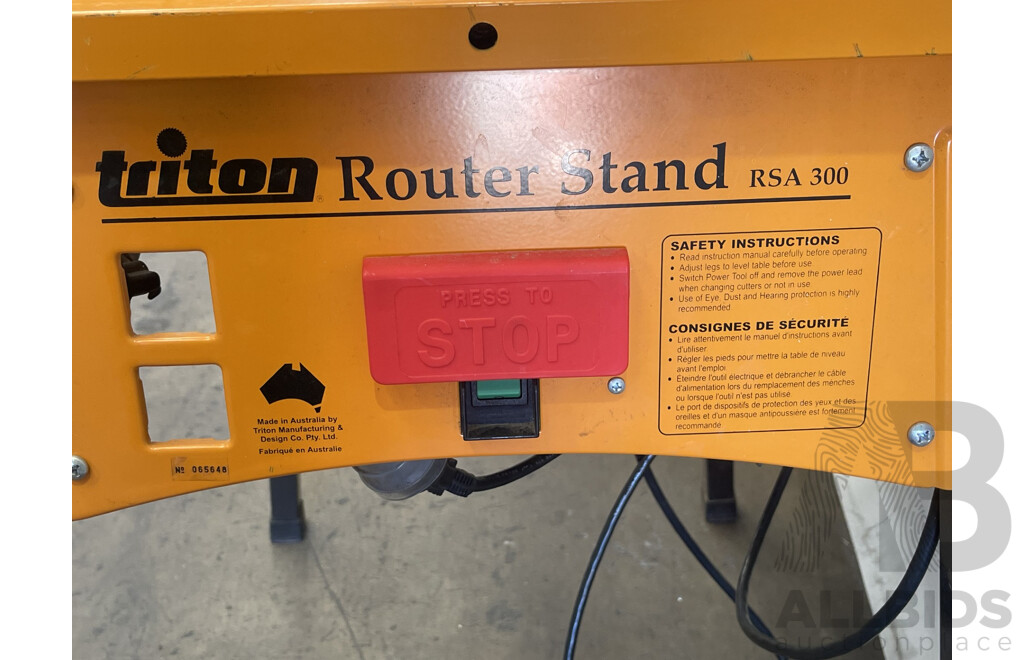 triton Router Stand RSA 300
SAFETY INSTRUCTIONS
• Read instruction manual carefully before operating
• Adjust legs to level table before use.
• Switch Power Tool off and remove the power lead
when changing cutters or not in use.
• Use of Eye, Dust and Hearing protection is highly
recommended
CONSIGNES DE SÉCURITÉ
• Lire attentivement le manuel d'instructions avant
d'utiliser
• Régler les pieds pour mettre la table de niveau
avant l'emploi
• Éteindre l'outil électrique et débrancher le câble
d'alimentation lors du remplacement des mèches
ou lorsque l'outil n'est pas utilisé.
• Le port de dispositifs de protection des yeux et des
oreilles et d'un masque antipoussière est fortement
recommandé
PRESS TO
STOP
Made in Australia by
Triton Manufacturing &
Design Co. Pty. Ltd.
Fabriqué en Australie
Nº 065648
B
ALLBIDS
auctionplace